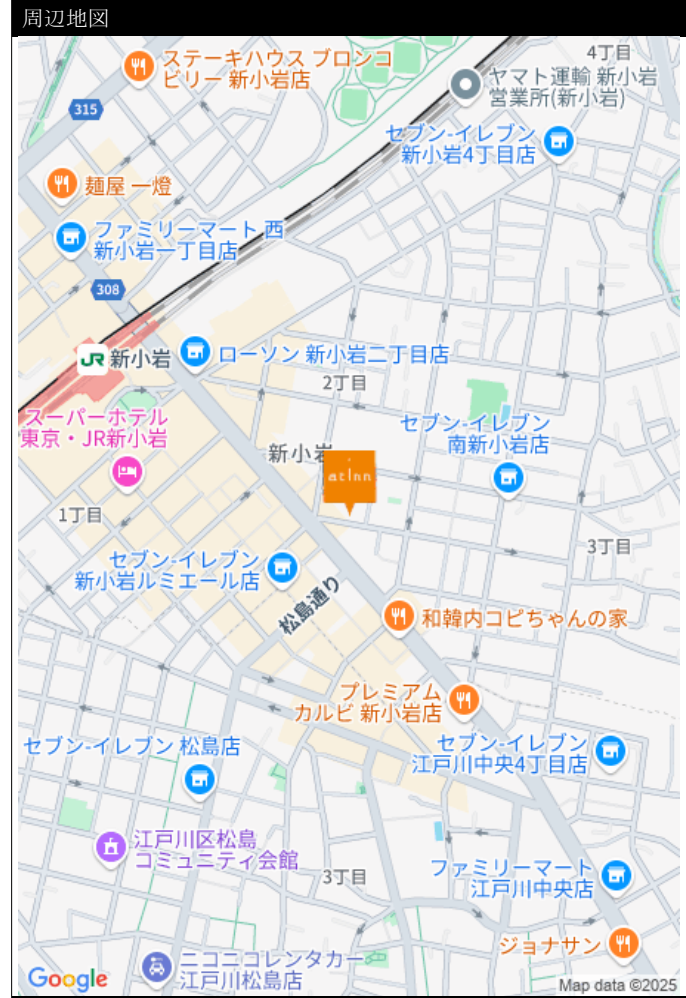 周辺地図
ステーキハウス ブロンコ
ビリー 新小岩店
4丁目
ヤマト運輸 新小岩
営業所(新小岩)
315
セブン-イレブン
新小岩4丁目店
麺屋 一燈
ファミリーマート 西
新小岩一丁目店
308
JR 新小岩
ローソン 新小岩二丁目店
2丁目
スーパーホテル
東京・JR新小岩
セブン-イレブン
南新小岩店
新小岩
at inn
1丁目
3丁目
セブン-イレブン
新小岩ルミエール店
松島通り
和韓内コピちゃんの家
プレミアム
カルビ 新小岩店
セブン-イレブン 松島店
セブン-イレブン
江戸川中央4丁目店
江戸川区松島
コミュニティ会館
3丁目
ファミリーマート
江戸川中央店
ジョナサン
ニコニコレンタカー
江戸川松島店
Google
Map data ©2025